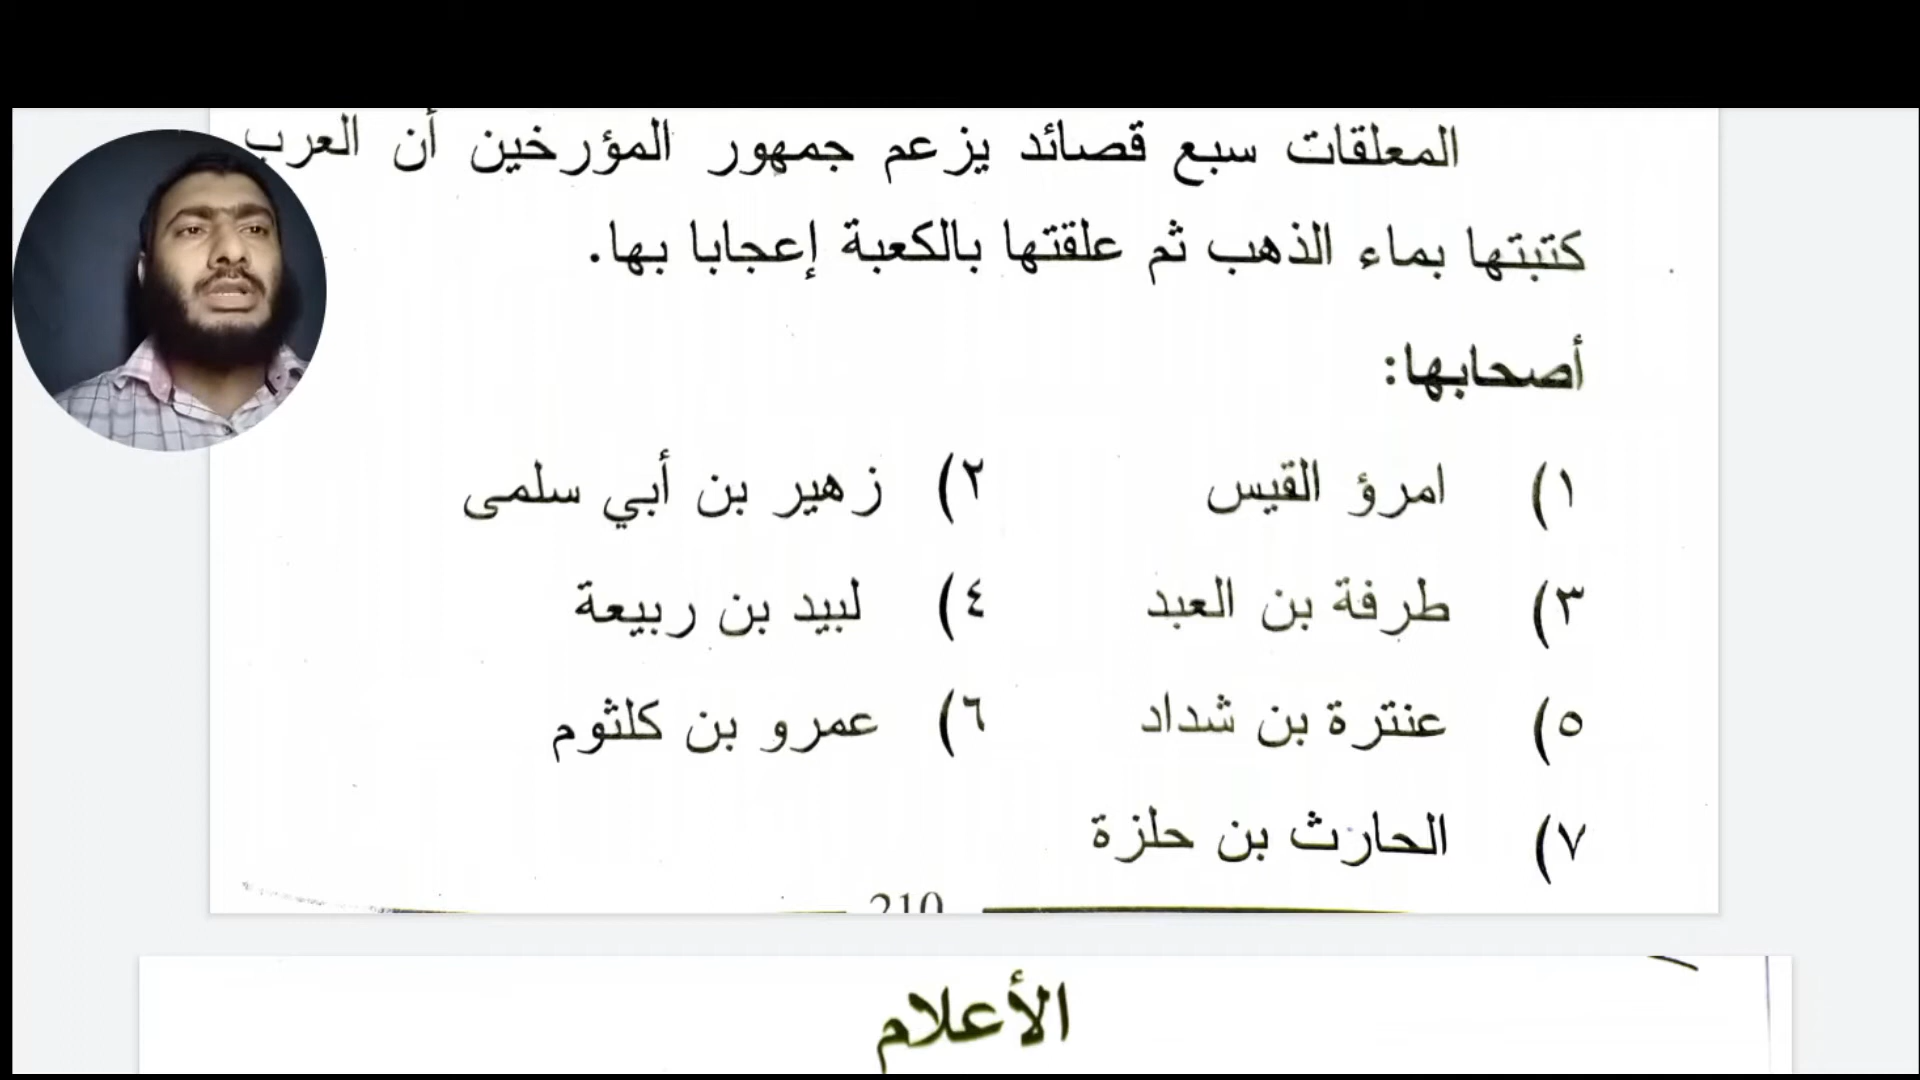 المعلقات سبع قصائد يزعم جمهور المؤرخين أن العرب
كتبتها بماء الذهب ثم علقتها بالكعبة إعجابا بها.
أصحابها:
١) امرؤ القيس ٢) زهير بن أبي سلمى
٣) طرفة بن العبد ٤) لبيد بن ربيعة
٥) عنترة بن شداد ٦) عمرو بن كلثوم
٧) الحارث بن حلزة
210
الأعلام